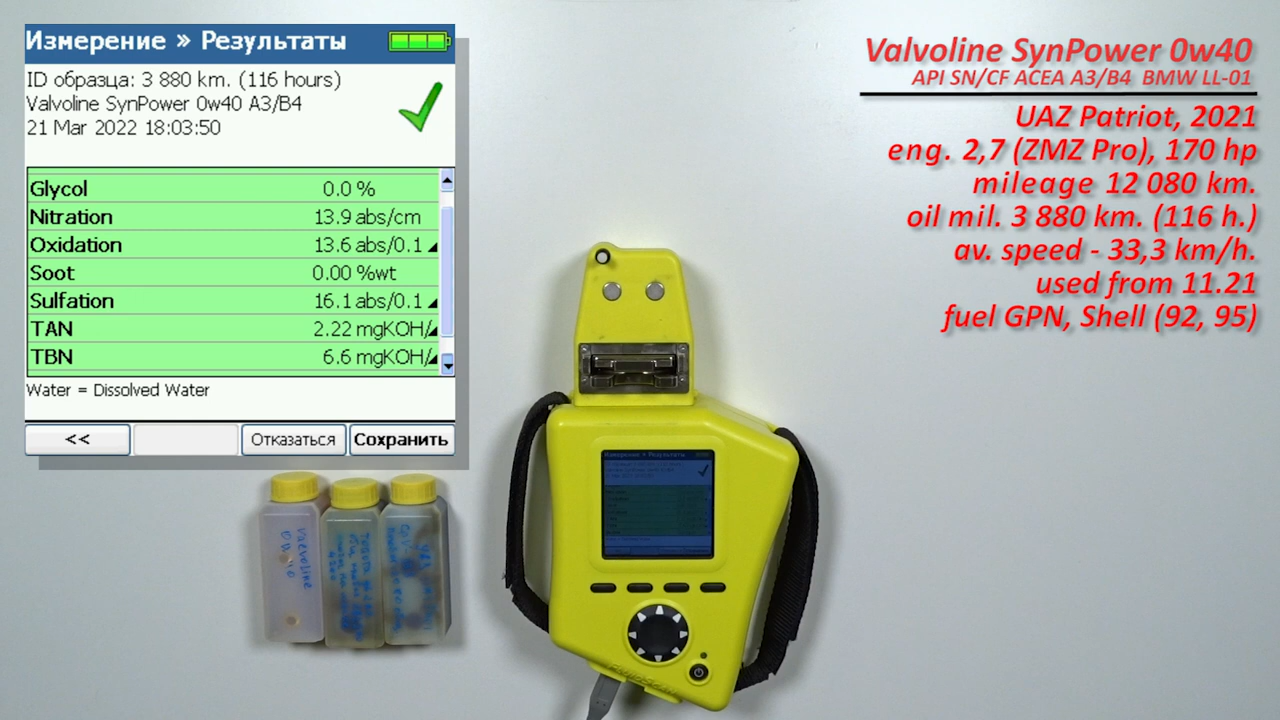 Измерение » Результаты
ID образца: 3 880 km. (116 hours)
Valvoline SynPower 0w40 A3/B4
21 Mar 2022 18:03:50
Glycol 0.0 %
Nitration 13.9 abs/cm
Oxidation 13.6 abs/0.1
Soot 0.00 %wt
Sulfation 16.1 abs/0.1
TAN 2.22 mgKOH/
TBN 6.6 mgKOH/
Water = Dissolved Water
<< Отказаться Сохранить
Valvoline SynPower 0w40
API SN/CF ACEA A3/B4 BMW LL-01
UAZ Patriot, 2021
eng. 2,7 (ZMZ Pro), 170 hp
mileage 12 080 km.
oil mil. 3 880 km. (116 h.)
av. speed - 33,3 km/h.
used from 11.21
fuel GPN, Shell (92, 95)
Измерение » Результаты
Valvoline
0W40